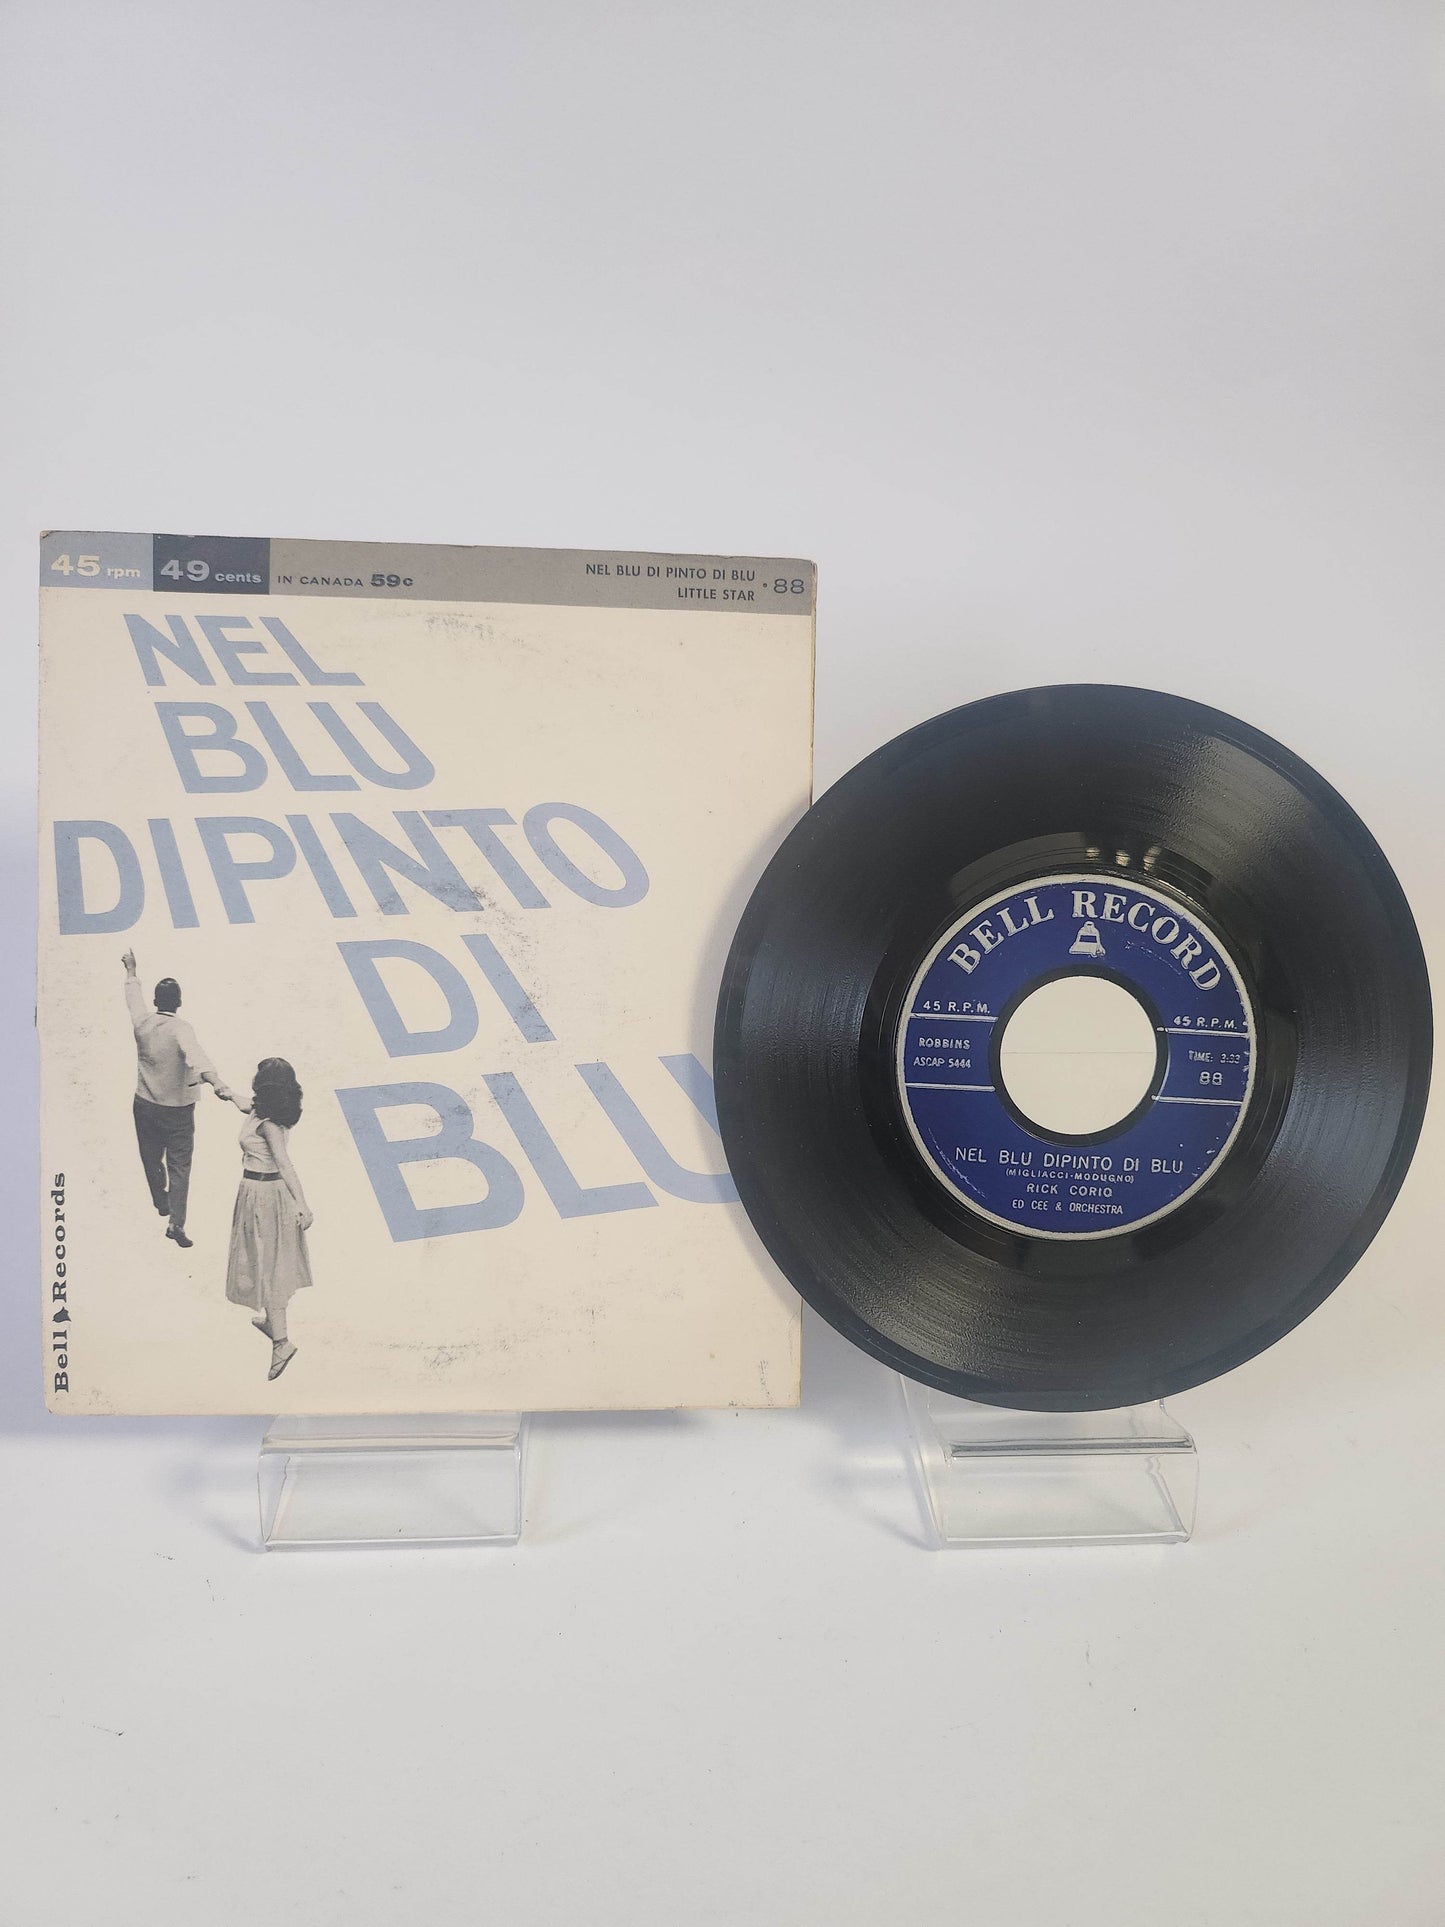 45 rpm 49 cents IN CANADA 59c
NEL BLU DI PINTO DI BLU
LITTLE STAR
• 88
NEL
BLU
DIPINTO
DI
BLU
Bell Records
BELL RECORD
45 R.P.M. 45 R.P.M.
ROBBINS
ASCAP 5444
TIME:
88
NEL BLU DIPINTO DI BLU
(MIGLIACCI-MODUGNO)
RICK CORIO
ED CEE & ORCHESTRA